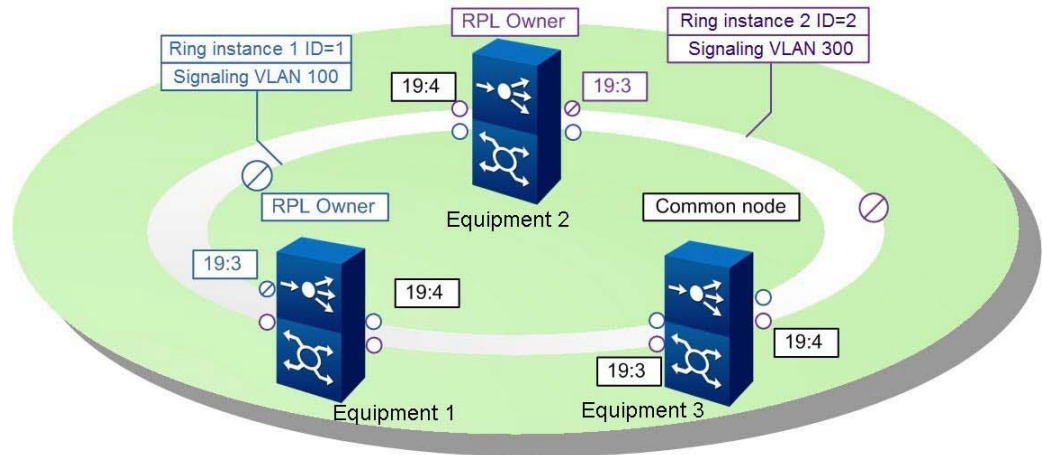 RPL Owner
Ring instance 2 ID=2
Signaling VLAN 300
Ring instance 1 ID=1
Signaling VLAN 100
19:4
19:3
RPL Owner
Equipment 2
Common node
19:3
19:4
19:4
19:3
Equipment 1
Equipment 3